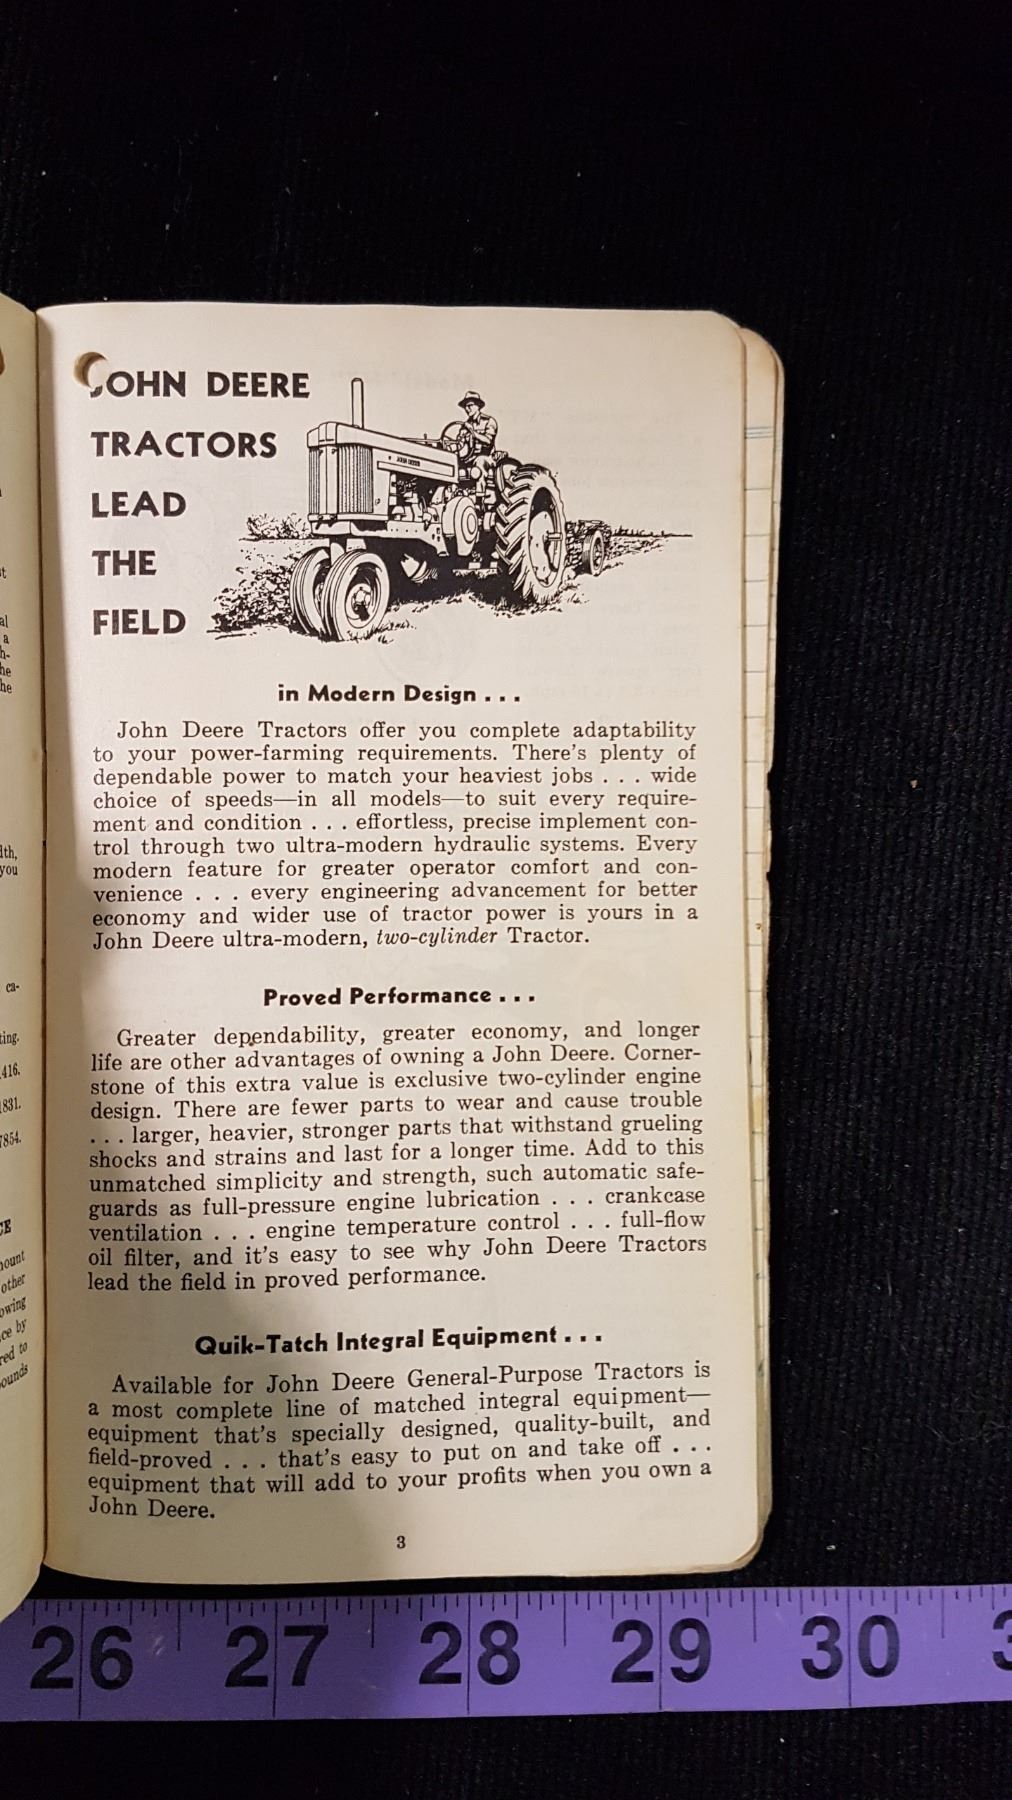 JOHN DEERE
TRACTORS
LEAD
THE
FIELD
JOHN DEERE
in Modern Design . . .
John Deere Tractors offer you complete adaptability
to your power-farming requirements. There's plenty of
dependable power to match your heaviest jobs . . . wide
choice of speeds—in all models—to suit every require-
ment and condition . . . effortless, precise implement con-
trol through two ultra-modern hydraulic systems. Every
modern feature for greater operator comfort and con-
venience . . . every engineering advancement for better
economy and wider use of tractor power is yours in a
John Deere ultra-modern, two-cylinder Tractor.
Proved Performance . . .
Greater dependability, greater economy, and longer
life are other advantages of owning a John Deere. Corner-
stone of this extra value is exclusive two-cylinder engine
design. There are fewer parts to wear and cause trouble
. . . larger, heavier, stronger parts that withstand grueling
shocks and strains and last for a longer time. Add to this
unmatched simplicity and strength, such automatic safe-
guards as full-pressure engine lubrication . . . crankcase
ventilation . . . engine temperature control . . . full-flow
oil filter, and it's easy to see why John Deere Tractors
lead the field in proved performance.
Quik-Tatch Integral Equipment . . .
Available for John Deere General-Purpose Tractors is
a most complete line of matched integral equipment—
equipment that's specially designed, quality-built, and
field-proved . . . that's easy to put on and take off . . .
equipment that will add to your profits when you own a
John Deere.
3
26 27 28 29 30